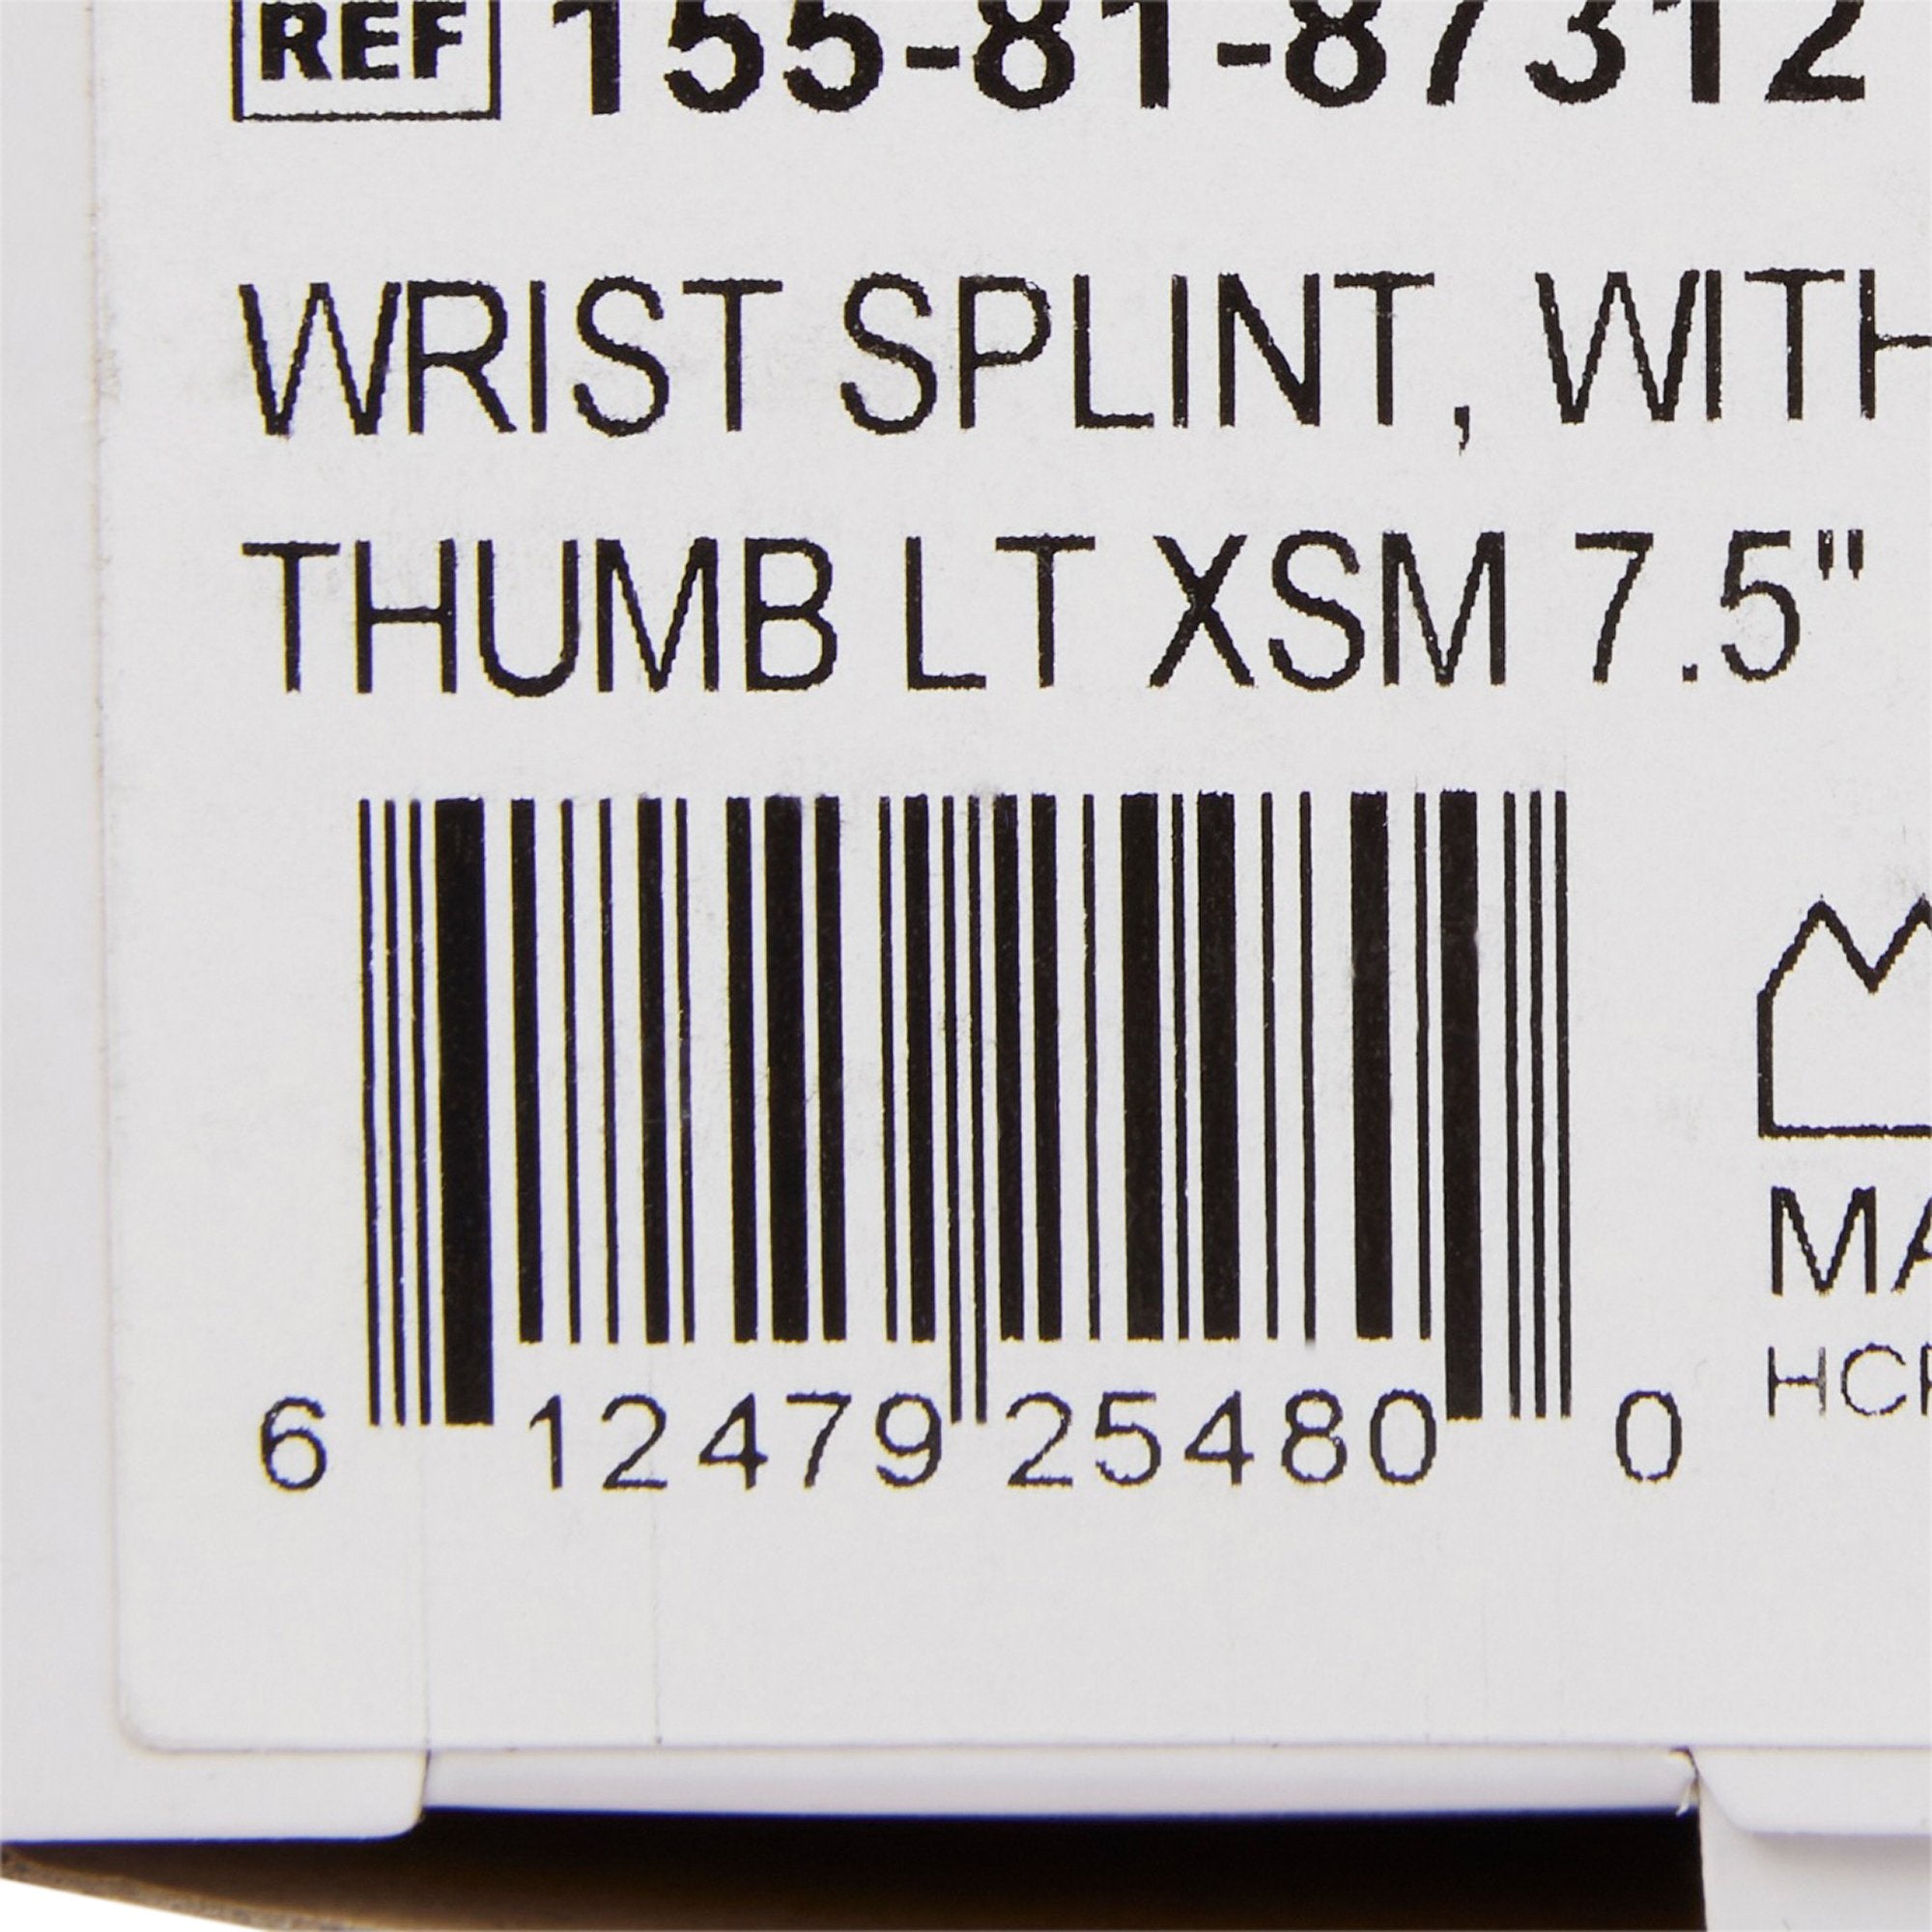 REF 155-81-87312
WRIST SPLINT, WITH
THUMB LT XSM 7.5"
6 12479 25480 0